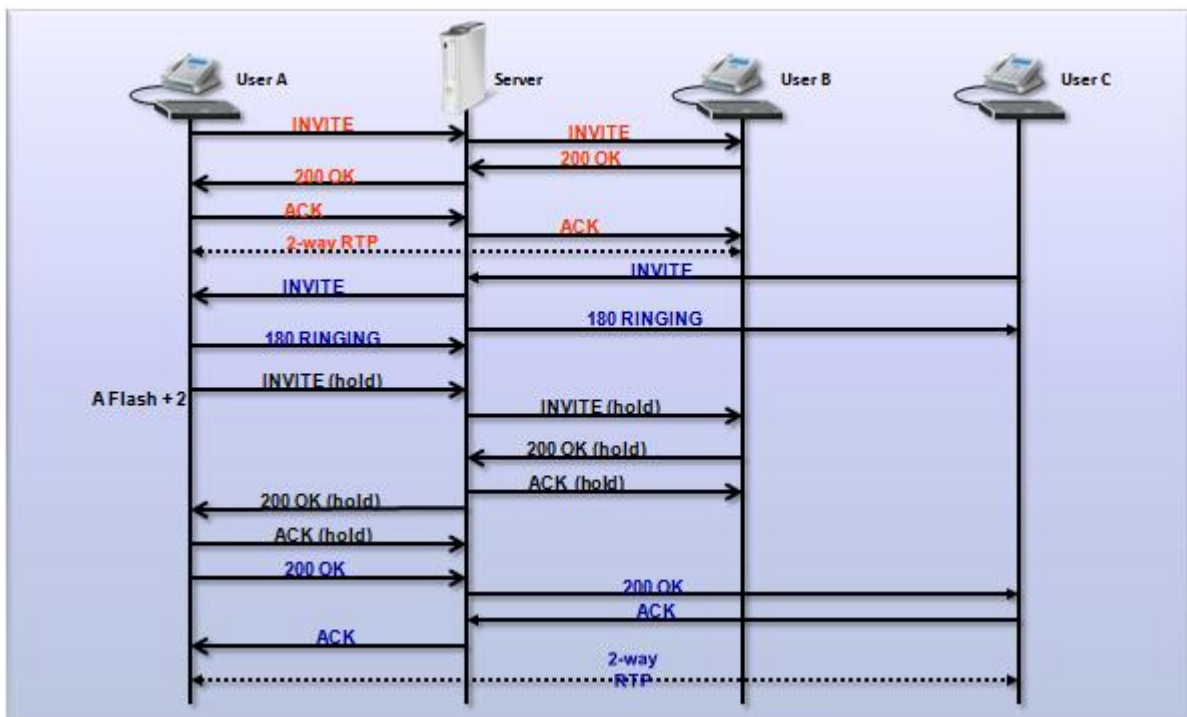 User A
Server
User B
User C
INVITE
INVITE
200 OK
200 OK
ACK
ACK
2-way RTP
INVITE
INVITE
180 RINGING
180 RINGING
INVITE (hold)
A Flash + 2
INVITE (hold)
200 OK (hold)
ACK (hold)
200 OK (hold)
ACK (hold)
200 OK
200 OK
ACK
ACK
2-way
RTP